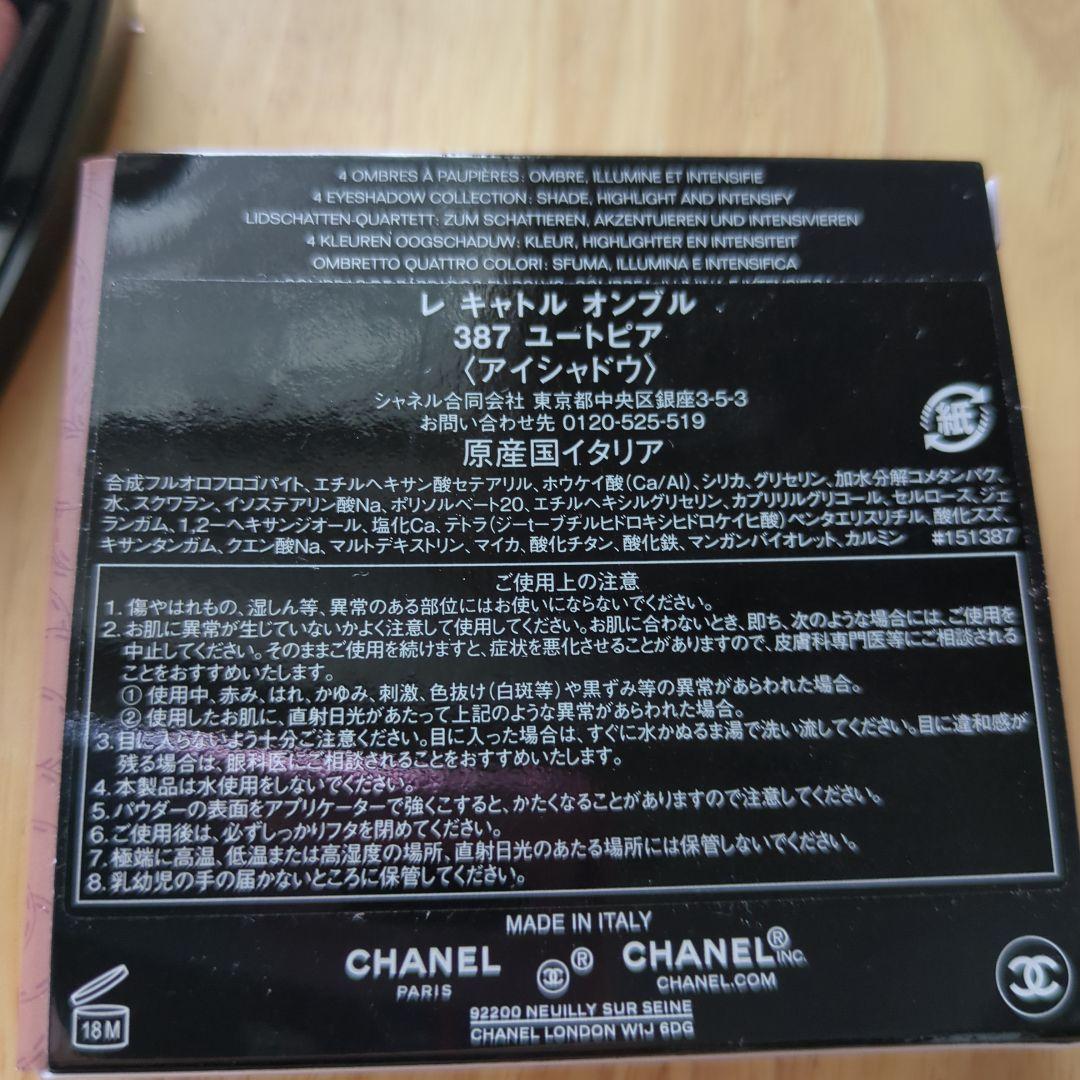 4 OMBRES À PAUPIÈRES: OMBRE, ILLUMINE ET INTENSIFIE
4 EYESHADOW COLLECTION: SHADE, HIGHLIGHT AND INTENSIFY
LIDSCHATTEN-QUARTETT: ZUM SCHATTIEREN, AKZENTUIEREN UND INTENSIVIEREN
4 KLEUREN OOGSCHADUW: KLEUR, HIGHLIGHTER EN INTENSITEIT
OMBRETTO QUATTRO COLORI: SFUMA, ILLUMINA E INTENSIFICA
レ キャトル オンブル
387 ユートピア
〈アイシャドウ〉
シャネル合同会社 東京都中央区銀座3-5-3
お問い合わせ先 0120-525-519
原産国イタリア
紙
合成フルオロフロゴパイト、エチルヘキサン酸セテアリル、ホウケイ酸(Ca/Al)、シリカ、グリセリン、加水分解コメタンパク、
水、スクワラン、イソステアリン酸Na、ポリソルベート20、エチルヘキシルグリセリン、カプリリルグリコール、セルロース、ジェ
ランガム、1,2-ヘキサンジオール、塩化Ca、テトラ(ジ-t-ブチルヒドロキシヒドロケイヒ酸)ペンタエリスリチル、酸化スズ、
キサンタンガム、クエン酸Na、マルトデキストリン、マイカ、酸化チタン、酸化鉄、マンガンバイオレット、カルミン #151387
ご使用上の注意
1. 傷やはれもの、湿しん等、異常のある部位にはお使いにならないでください。
2. お肌に異常が生じていないかよく注意して使用してください。お肌に合わないとき、即ち、次のような場合には、ご使用を
中止してください。そのままご使用を続けますと、症状を悪化させることがありますので、皮膚科専門医等にご相談される
ことをおすすめいたします。
① 使用中、赤み、はれ、かゆみ、刺激、色抜け(白斑等)や黒ずみ等の異常があらわれた場合。
② 使用したお肌に、直射日光があたって上記のような異常があらわれた場合。
3. 目に入らないよう十分ご注意ください。目に入った場合は、すぐに水かぬるま湯で洗い流してください。目に違和感が
残る場合は、眼科医にご相談されることをおすすめいたします。
4. 本製品は水使用をしないでください。
5. パウダーの表面をアプリケーターで強くこすると、かたくなることがありますので注意してください。
6. ご使用後は、必ずしっかりフタを閉めてください。
7. 極端に高温、低温または高湿度の場所、直射日光のあたる場所には保管しないでください。
8. 乳幼児の手の届かないところに保管してください。
MADE IN ITALY
CHANEL ® CHANEL® INC.
PARIS CHANEL.COM
92200 NEUILLY SUR SEINE
CHANEL LONDON W1J 6DG
18M